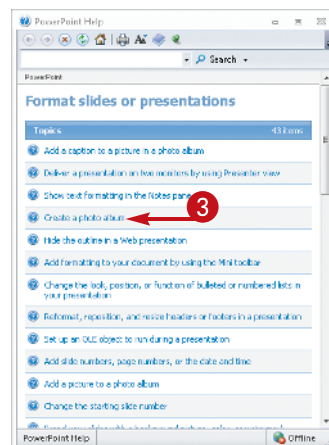 PowerPoint Help
Search
PowerPoint
Format slides or presentations
Topics 43 items
Add a caption to a picture in a photo album
Deliver a presentation on two monitors by using Presenter view
Show text formatting in the Notes pane
Create a photo album
3
Hide the outline in a Web presentation
Add formatting to your document by using the Mini toolbar
Change the look, position, or function of bulleted or numbered lists in
your presentation
Reformat, reposition, and resize headers or footers in a presentation
Set up an OLE object to run during a presentation
Add slide numbers, page numbers, or the date and time
Add a picture to a photo album
Change the starting slide number
PowerPoint Help Offline